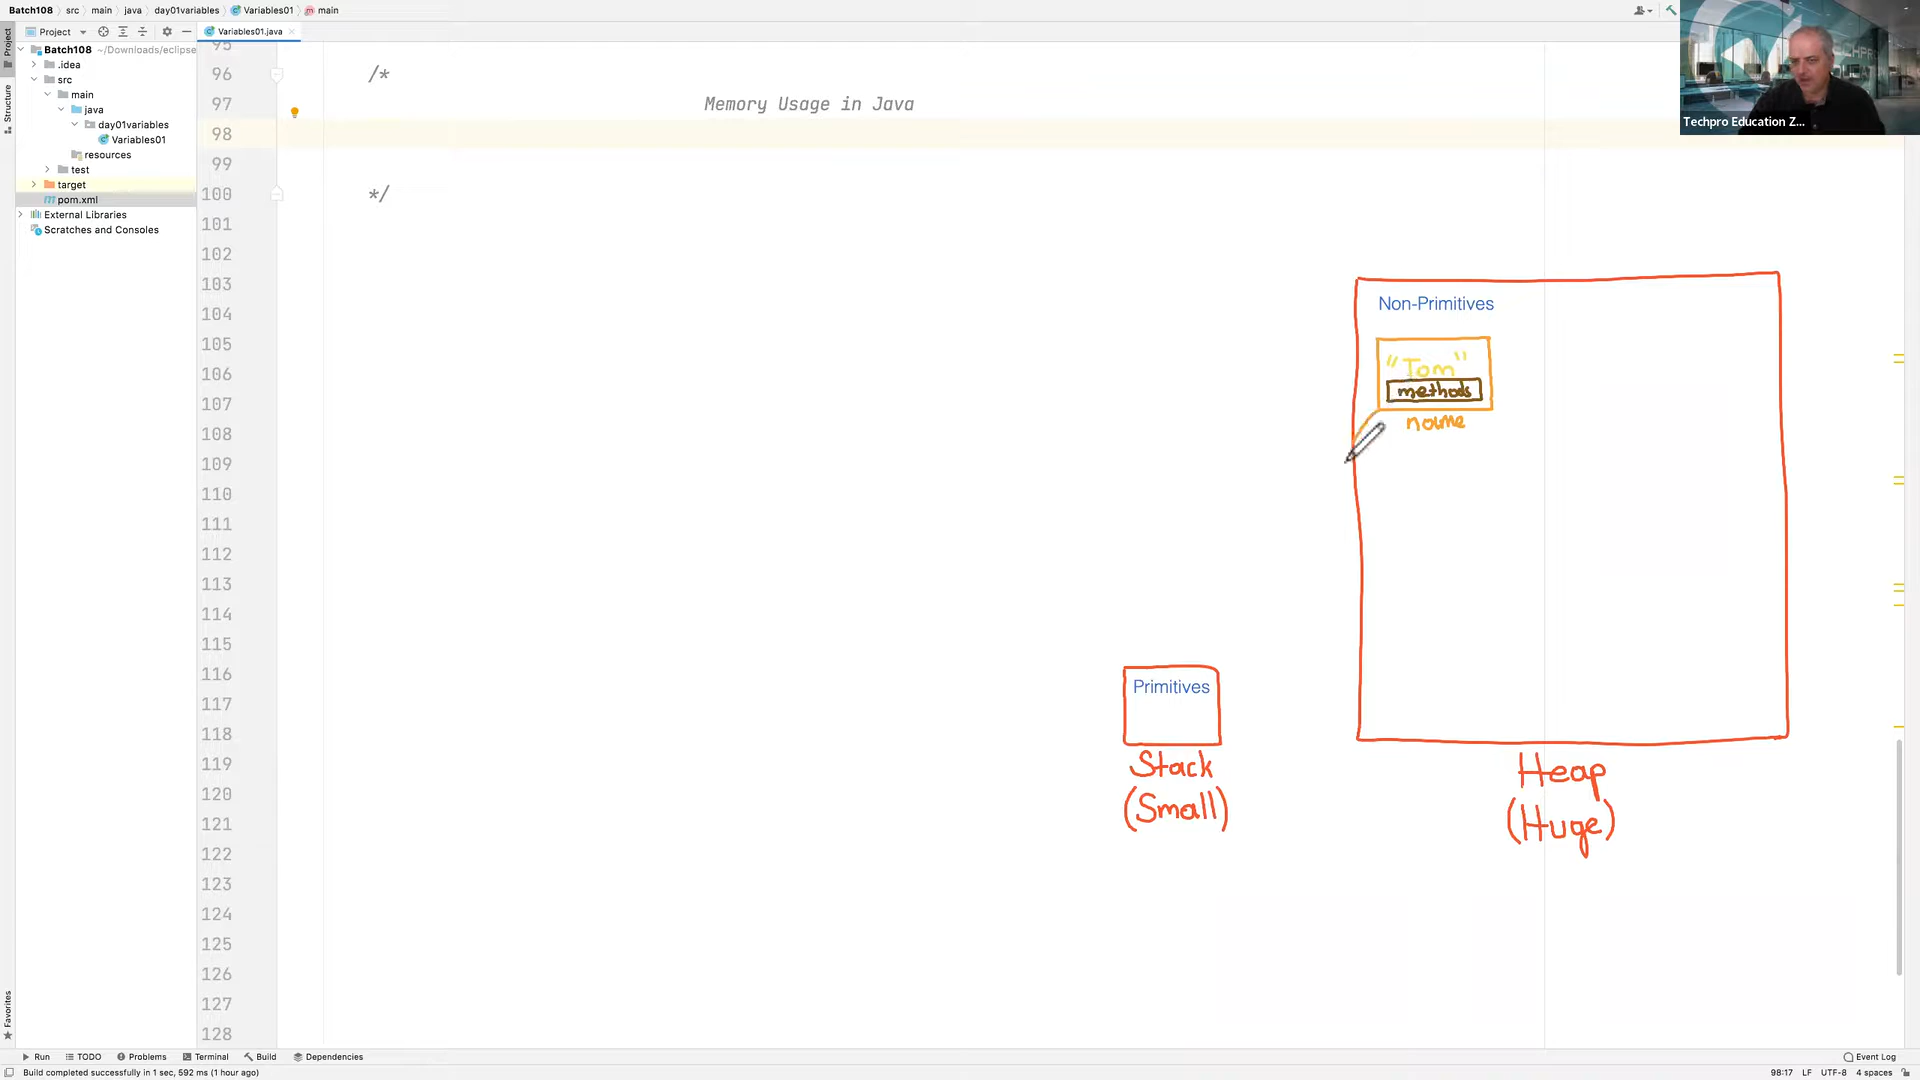 Batch108 src main java day01variables Variables01 main
Project
Variables01.java
Batch108 ~/Downloads/eclipse
.idea
src
main
java
day01variables
Variables01
resources
test
target
pom.xml
External Libraries
Scratches and Consoles
Project
Structure
Favorites
95
96 /*
97 Memory Usage in Java
98
99
100 */
101
102
103
104
105
106
107
108
109
110
111
112
113
114
115
116
117
118
119
120
121
122
123
124
125
126
127
128
Non-Primitives
"Tom"
methods
name
Primitives
Stack
(Small)
Heap
(Huge)
Techpro Education Z...
Run TODO Problems Terminal Build Dependencies Event Log
Build completed successfully in 1 sec, 592 ms (1 hour ago) 98:17 LF UTF-8 4 spaces